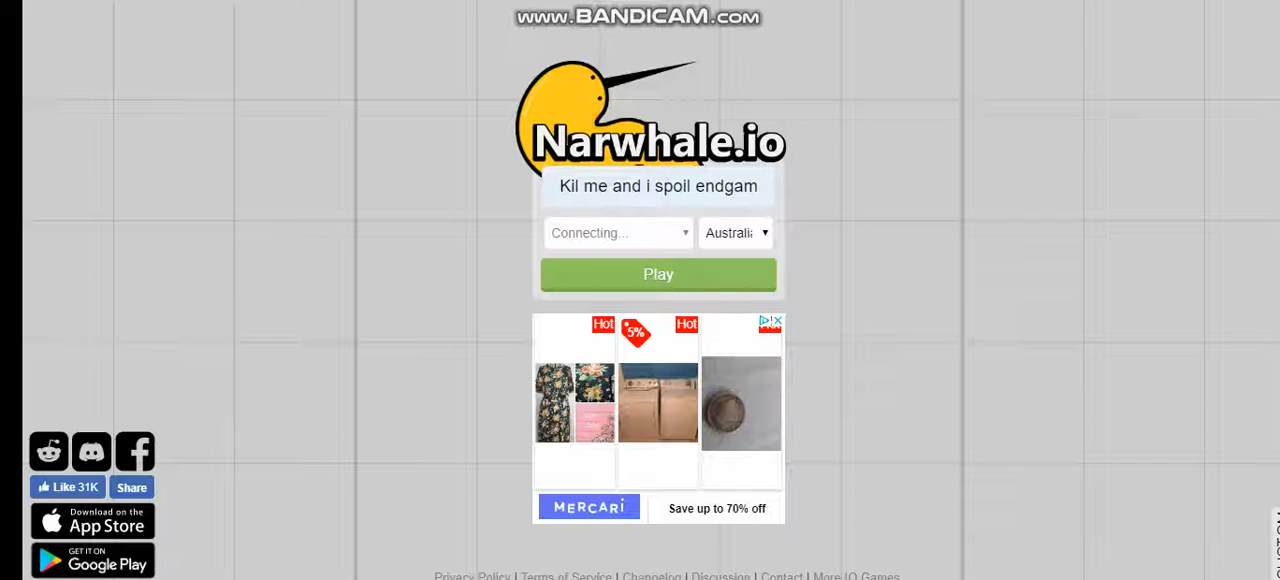 www.BANDICAM.COM
Narwhale.io
Kil me and i spoil endgam
Connecting...
Australi
Play
Hot
5%
Hot
MERCARI
Save up to 70% off
Like 31K
Share
Download on the
App Store
GET IT ON
Google Play
Privacy Policy | Terms of Service | Changelog | Discussion | Contact | More IO Games